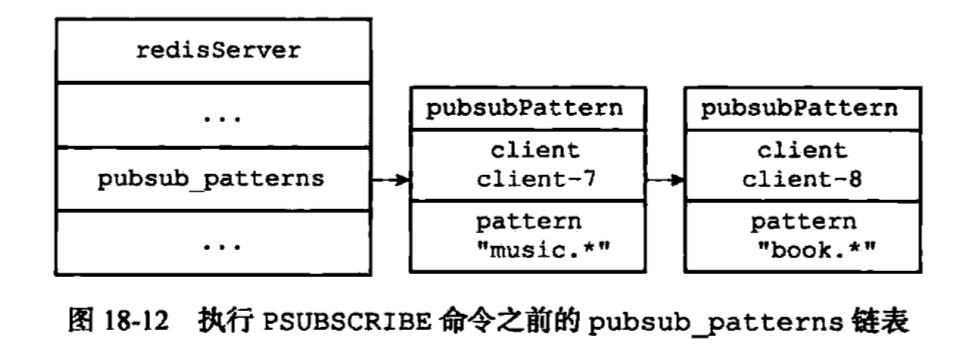 redisServer
...
pubsub_patterns
...
pubsubPattern
client
client-7
pattern
"music.*"
pubsubPattern
client
client-8
pattern
"book.*"
图 18-12 执行 PSUBSCRIBE 命令之前的 pubsub_patterns 链表